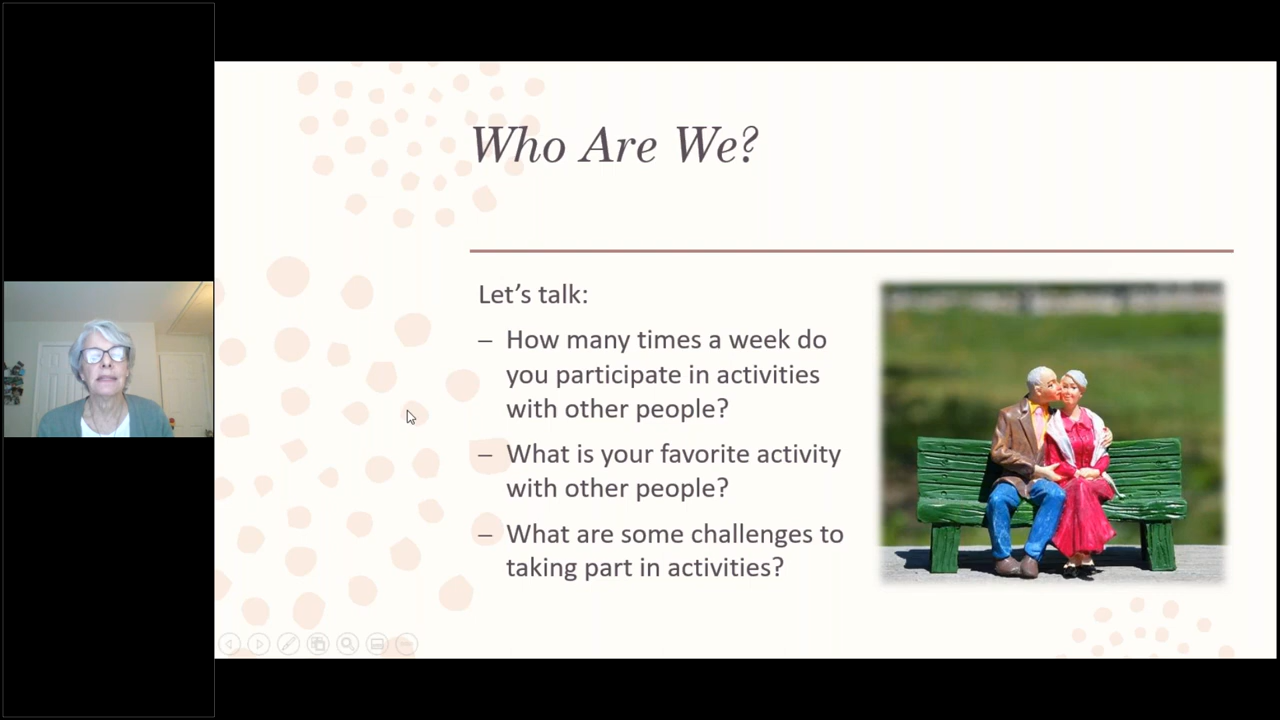 Who Are We?
Let’s talk:
– How many times a week do
you participate in activities
with other people?
– What is your favorite activity
with other people?
– What are some challenges to
taking part in activities?